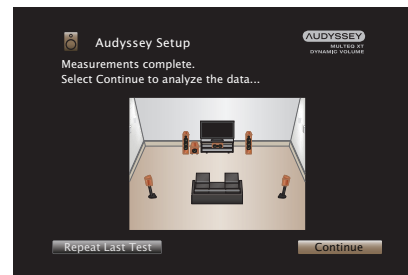 Audyssey Setup
AUDYSSEY
MULTEQ XT
DYNAMIC VOLUME
Measurements complete.
Select Continue to analyze the data...
Repeat Last Test
Continue